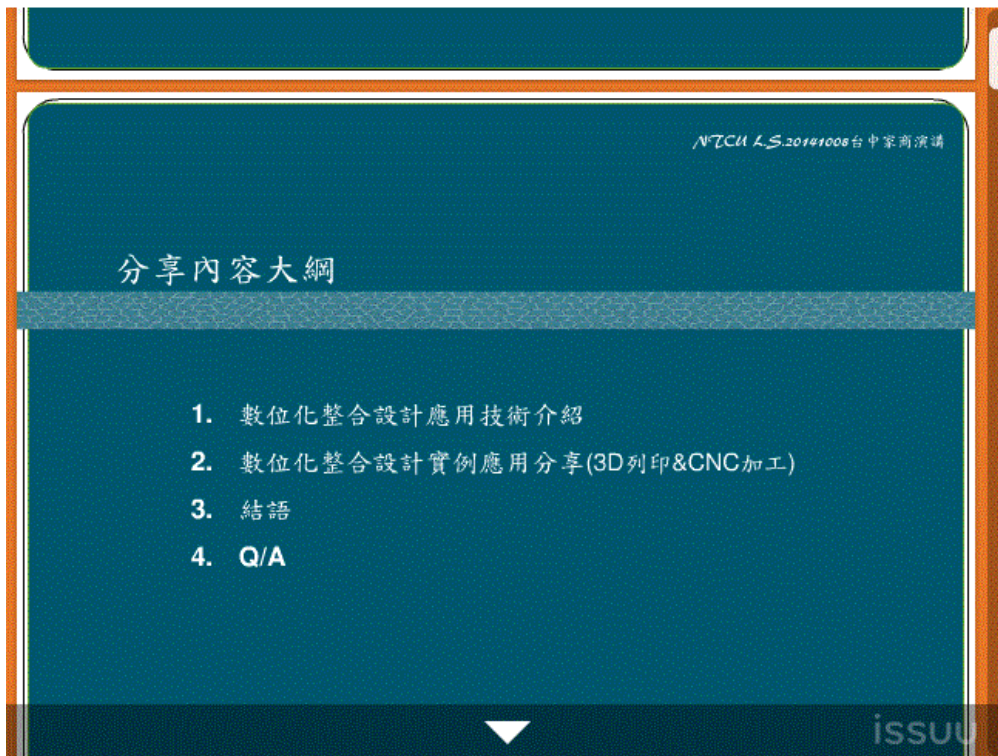 NTCU L.S.20141008台中家商演講
分享內容大綱
1. 數位化整合設計應用技術介紹
2. 數位化整合設計實例應用分享(3D列印&CNC加工)
3. 結語
4. Q/A
issuu